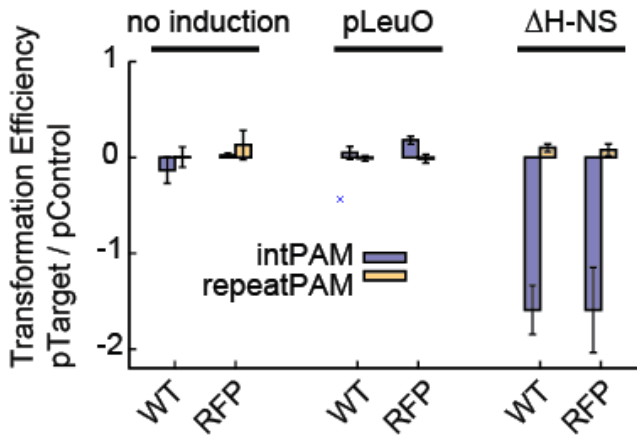 no induction pLeuO ΔH-NS
Transformation Efficiency
pTarget / pControl
1
0
-1
-2
intPAM
repeatPAM
WT RFP WT RFP WT RFP